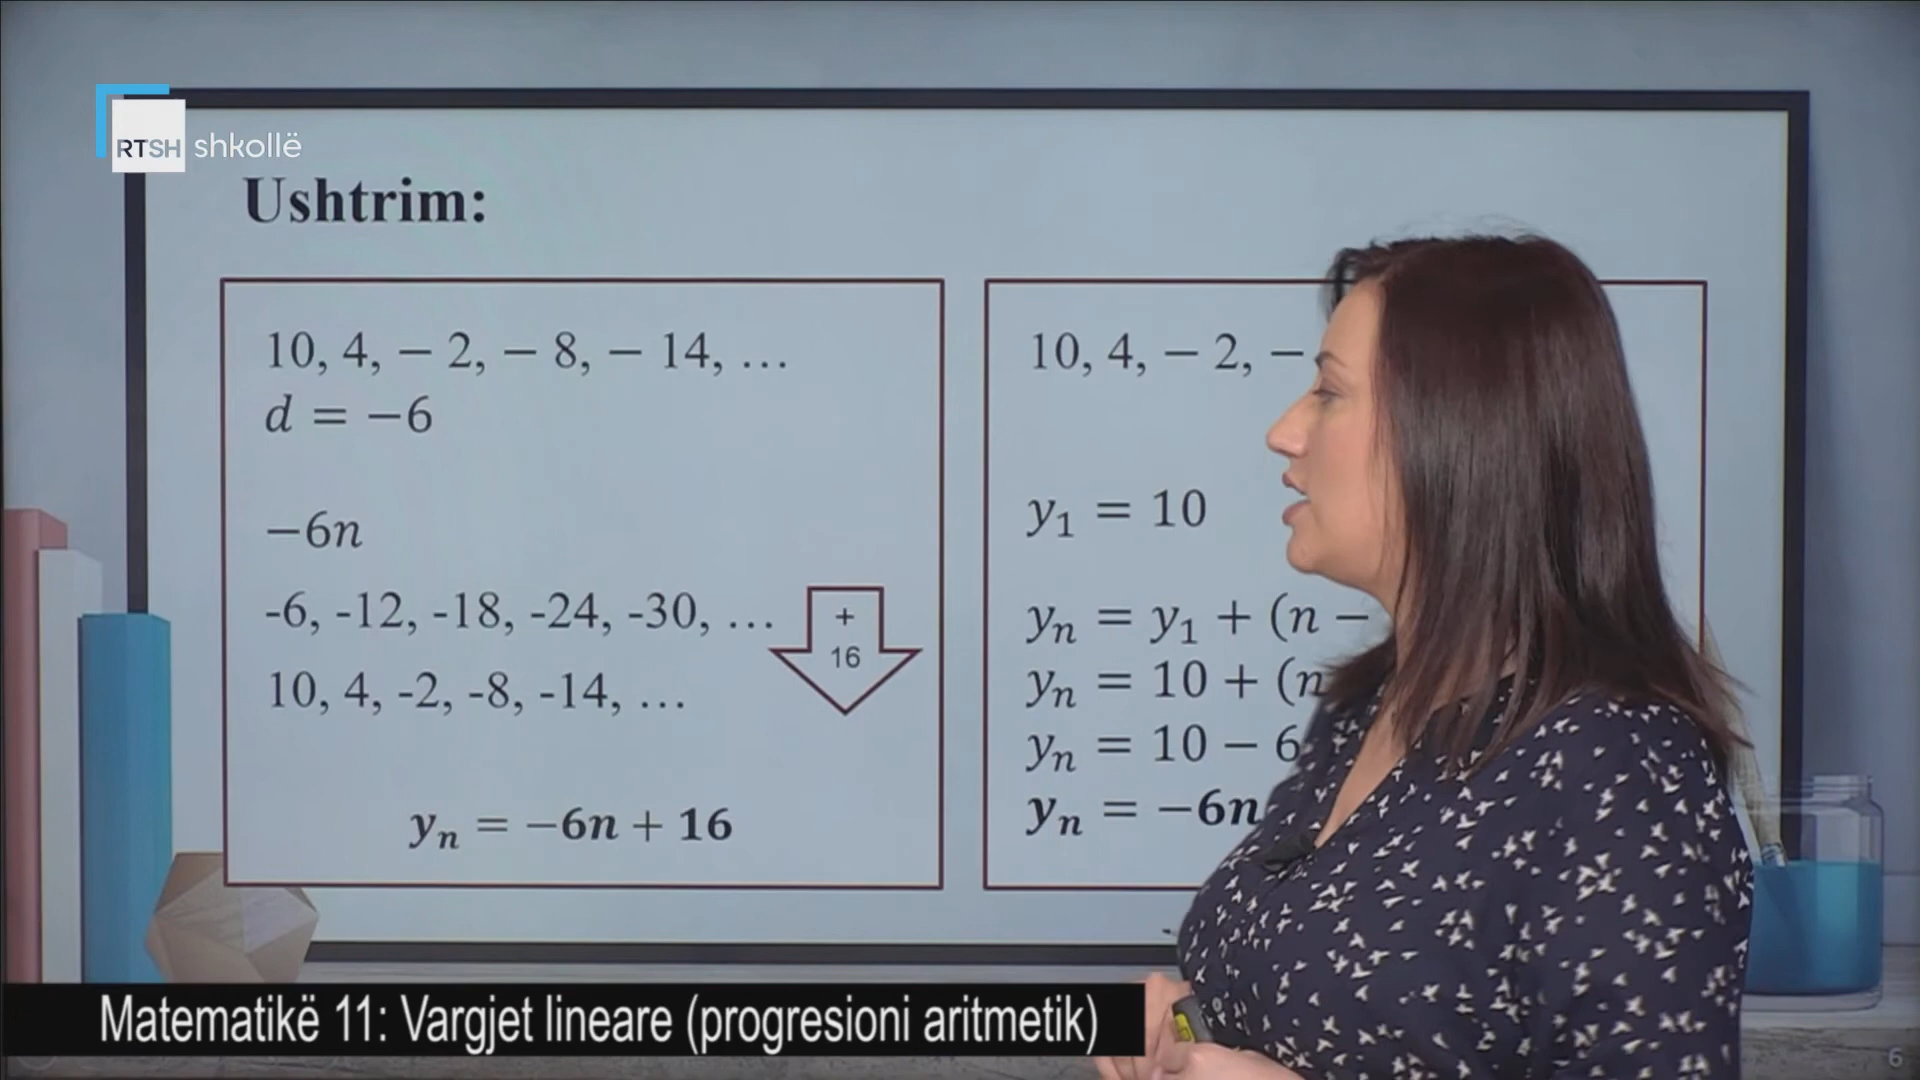 RTSH shkollë
Ushtrim:
10, 4, − 2, − 8, − 14, …
d = −6
−6n
-6, -12, -18, -24, -30, …
+
16
10, 4, -2, -8, -14, …
yₙ = −6n + 16
10, 4, − 2, −
y₁ = 10
yₙ = y₁ + (n −
yₙ = 10 + (n
yₙ = 10 − 6
yₙ = −6n
Matematikë 11: Vargjet lineare (progresioni aritmetik)
6